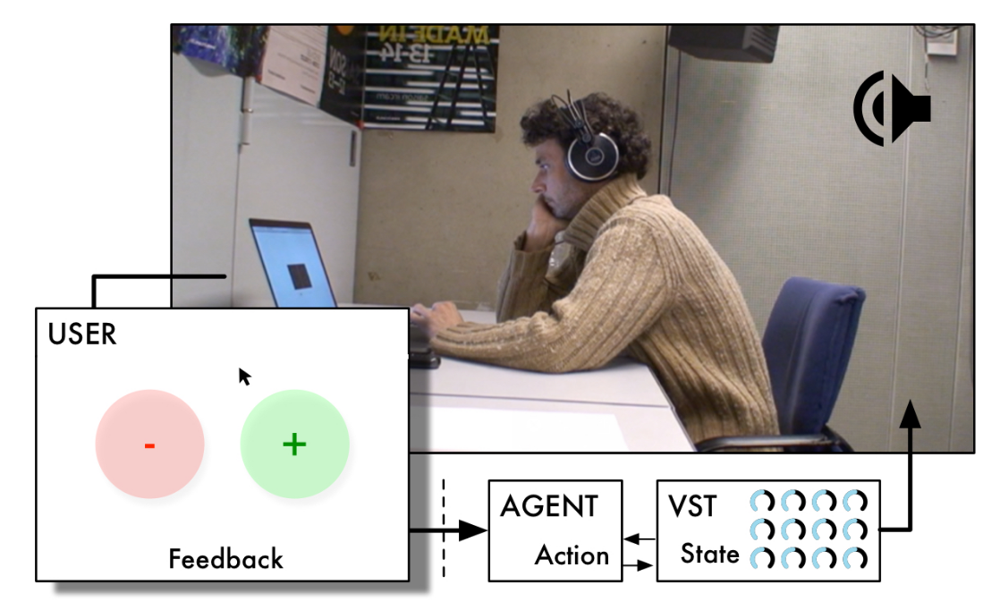 MADE IN
13-14
USER
- +
Feedback
AGENT
Action
VST
State